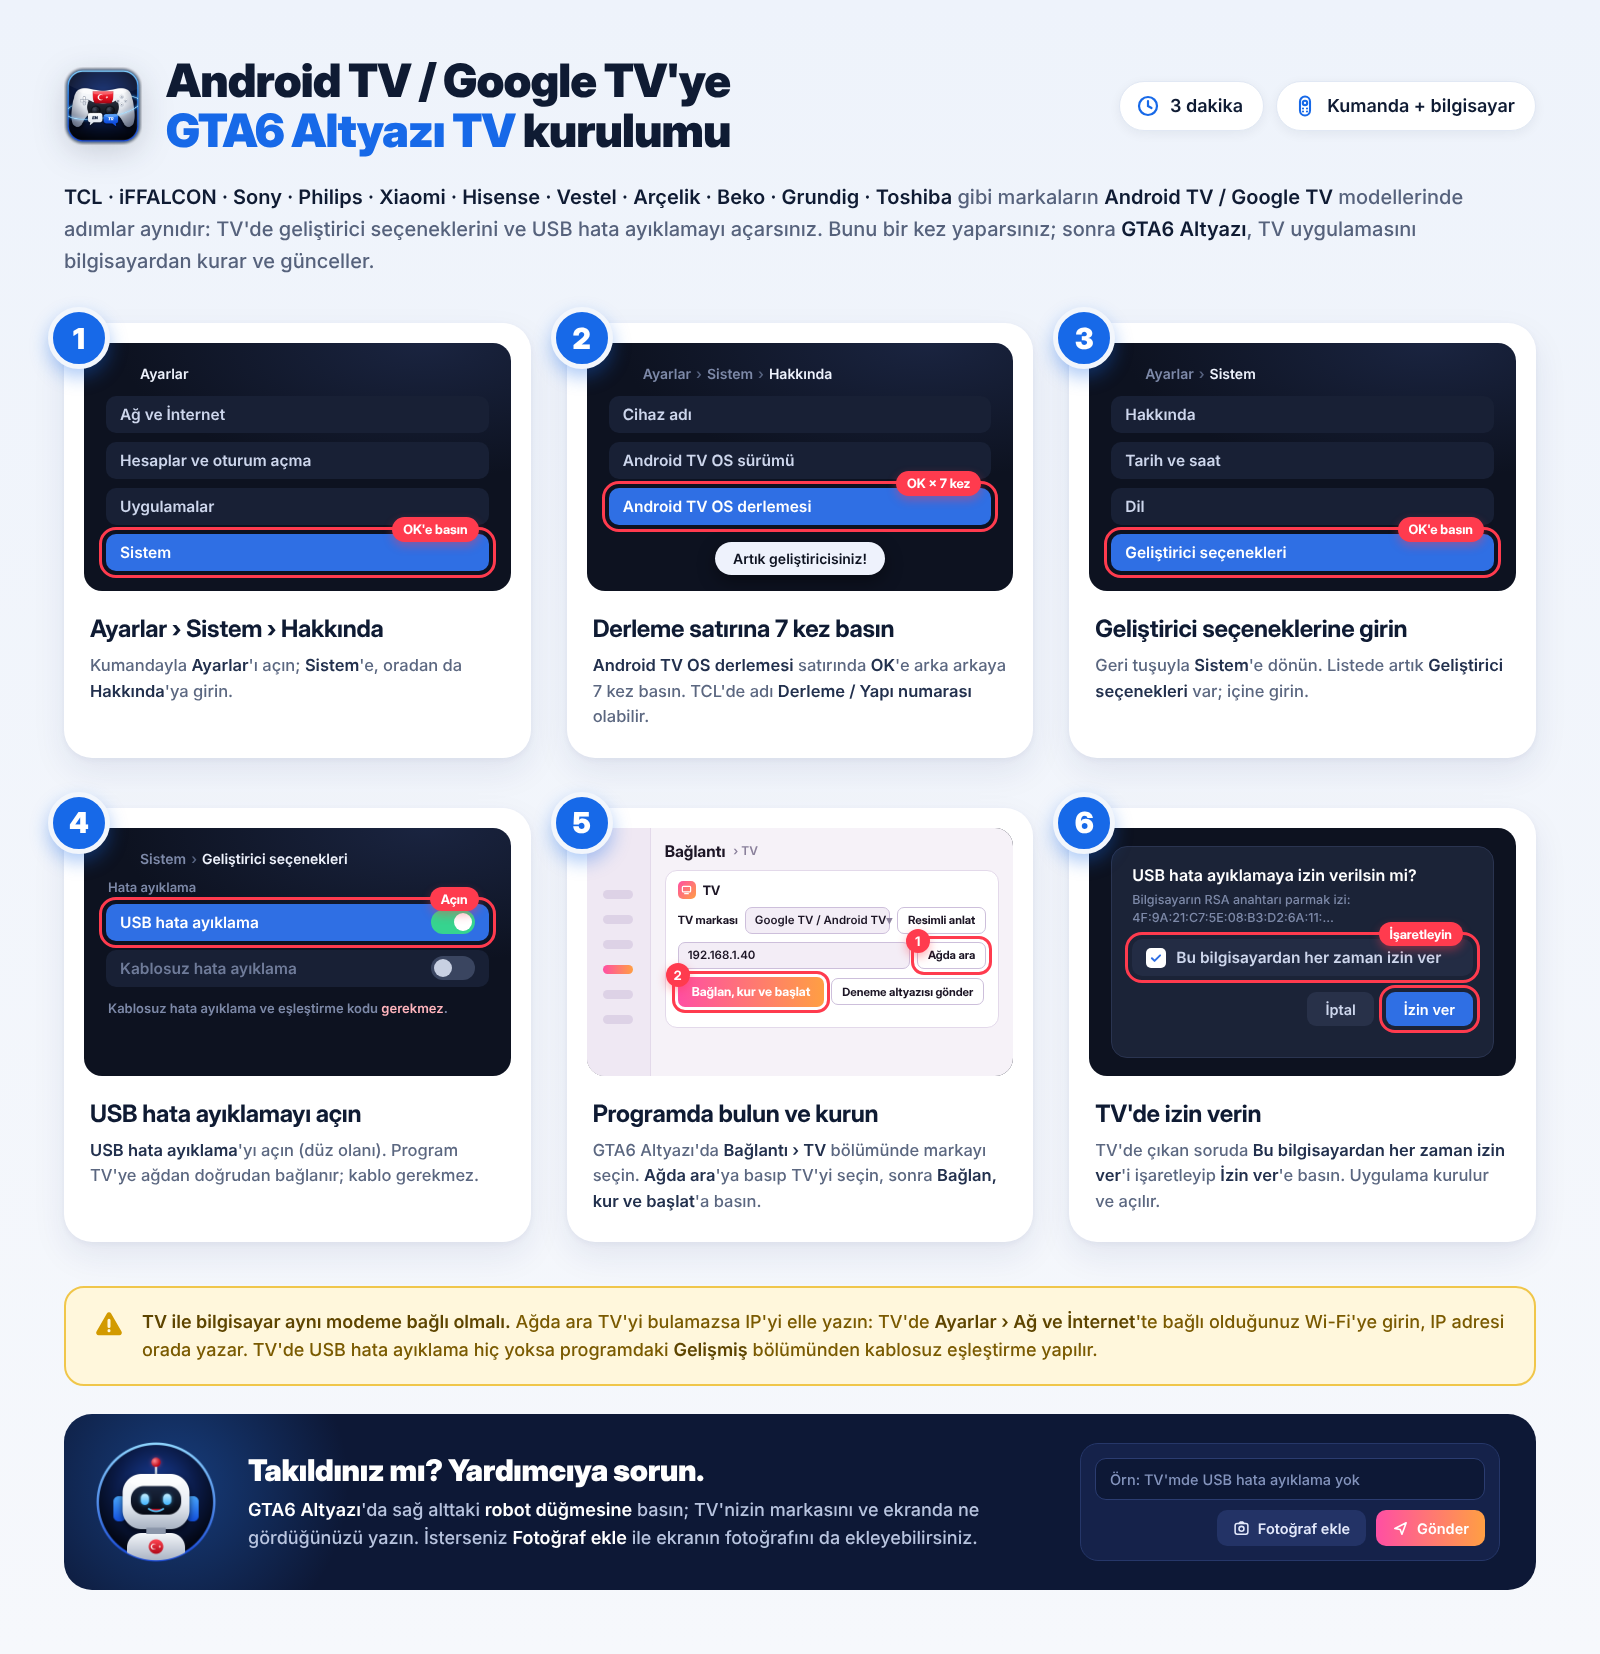 Android TV / Google TV'ye
GTA6 Altyazı TV kurulumu
3 dakika
Kumanda + bilgisayar
TCL · iFFALCON · Sony · Philips · Xiaomi · Hisense · Vestel · Arçelik · Beko · Grundig · Toshiba gibi markaların Android TV / Google TV modellerinde
adımlar aynıdır: TV'de geliştirici seçeneklerini ve USB hata ayıklamayı açarsınız. Bunu bir kez yaparsınız; sonra GTA6 Altyazı, TV uygulamasını
bilgisayardan kurar ve günceller.
1
Ayarlar
Ağ ve İnternet
Hesaplar ve oturum açma
Uygulamalar
OK'e basın
Sistem
Ayarlar › Sistem › Hakkında
Kumandayla Ayarlar'ı açın; Sistem'e, oradan da
Hakkında'ya girin.
2
Ayarlar › Sistem › Hakkında
Cihaz adı
Android TV OS sürümü
OK × 7 kez
Android TV OS derlemesi
Artık geliştiricisiniz!
Derleme satırına 7 kez basın
Android TV OS derlemesi satırında OK'e arka arkaya
7 kez basın. TCL'de adı Derleme / Yapı numarası
olabilir.
3
Ayarlar › Sistem
Hakkında
Tarih ve saat
Dil
OK'e basın
Geliştirici seçenekleri
Geliştirici seçeneklerine girin
Geri tuşuyla Sistem'e dönün. Listede artık Geliştirici
seçenekleri var; içine girin.
4
Sistem › Geliştirici seçenekleri
Hata ayıklama
Açın
USB hata ayıklama
Kablosuz hata ayıklama
Kablosuz hata ayıklama ve eşleştirme kodu gerekmez.
USB hata ayıklamayı açın
USB hata ayıklama'yı açın (düz olanı). Program
TV'ye ağdan doğrudan bağlanır; kablo gerekmez.
5
Bağlantı › TV
TV
TV markası
Google TV / Android TV
Resimli anlat
192.168.1.40
1
Ağda ara
2
Bağlan, kur ve başlat
Deneme altyazısı gönder
Programda bulun ve kurun
GTA6 Altyazı'da Bağlantı › TV bölümünde markayı
seçin. Ağda ara'ya basıp TV'yi seçin, sonra Bağlan,
kur ve başlat'a basın.
6
USB hata ayıklamaya izin verilsin mi?
Bilgisayarın RSA anahtarı parmak izi:
4F:9A:21:C7:5E:08:B3:D2:6A:11:...
İşaretleyin
Bu bilgisayardan her zaman izin ver
İptal
İzin ver
TV'de izin verin
TV'de çıkan soruda Bu bilgisayardan her zaman izin
ver'i işaretleyip İzin ver'e basın. Uygulama kurulur
ve açılır.
TV ile bilgisayar aynı modeme bağlı olmalı. Ağda ara TV'yi bulamazsa IP'yi elle yazın: TV'de Ayarlar › Ağ ve İnternet'te bağlı olduğunuz Wi-Fi'ye girin, IP adresi
orada yazar. TV'de USB hata ayıklama hiç yoksa programdaki Gelişmiş bölümünden kablosuz eşleştirme yapılır.
Takıldınız mı? Yardımcıya sorun.
GTA6 Altyazı'da sağ alttaki robot düğmesine basın; TV'nizin markasını ve ekranda ne
gördüğünüzü yazın. İsterseniz Fotoğraf ekle ile ekranın fotoğrafını da ekleyebilirsiniz.
Örn: TV'mde USB hata ayıklama yok
Fotoğraf ekle
Gönder